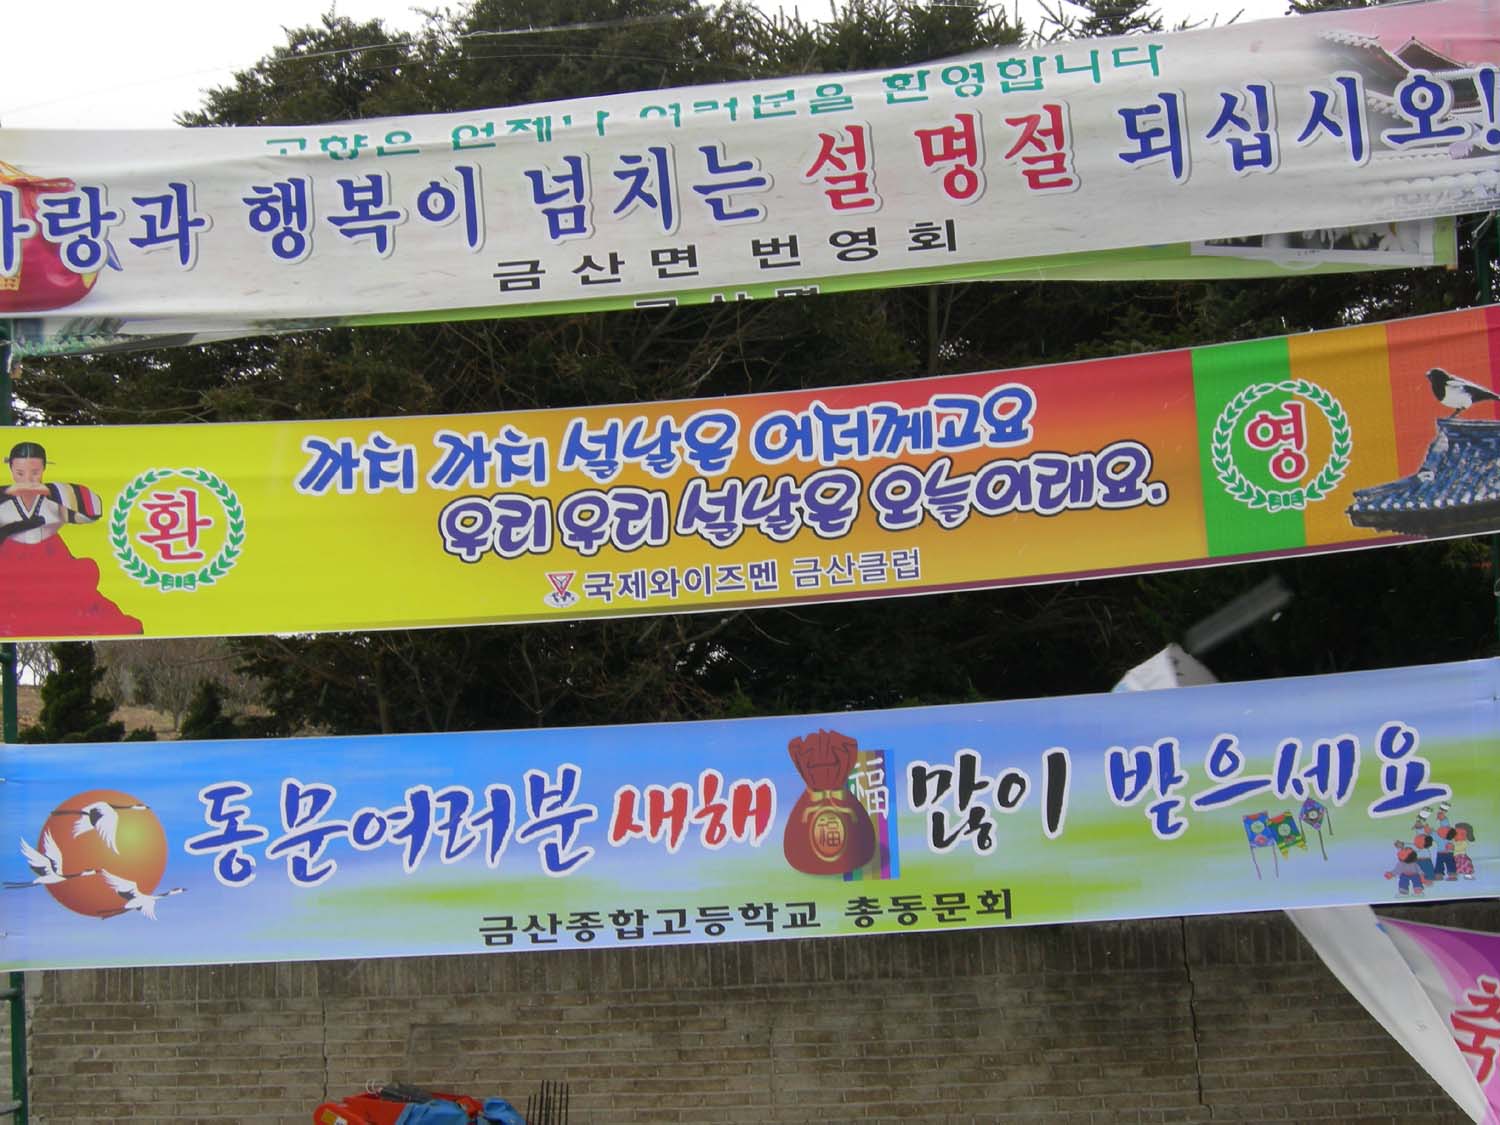 고향은 언제나 여러분을 환영합니다
사랑과 행복이 넘치는 설 명절 되십시오!
금산면 번영회
금산면
환
까치 까치 설날은 어저께고요
우리 우리 설날은 오늘이래요.
국제와이즈멘 금산클럽
영
동문여러분 새해 福 福 많이 받으세요
금산종합고등학교 총동문회
축